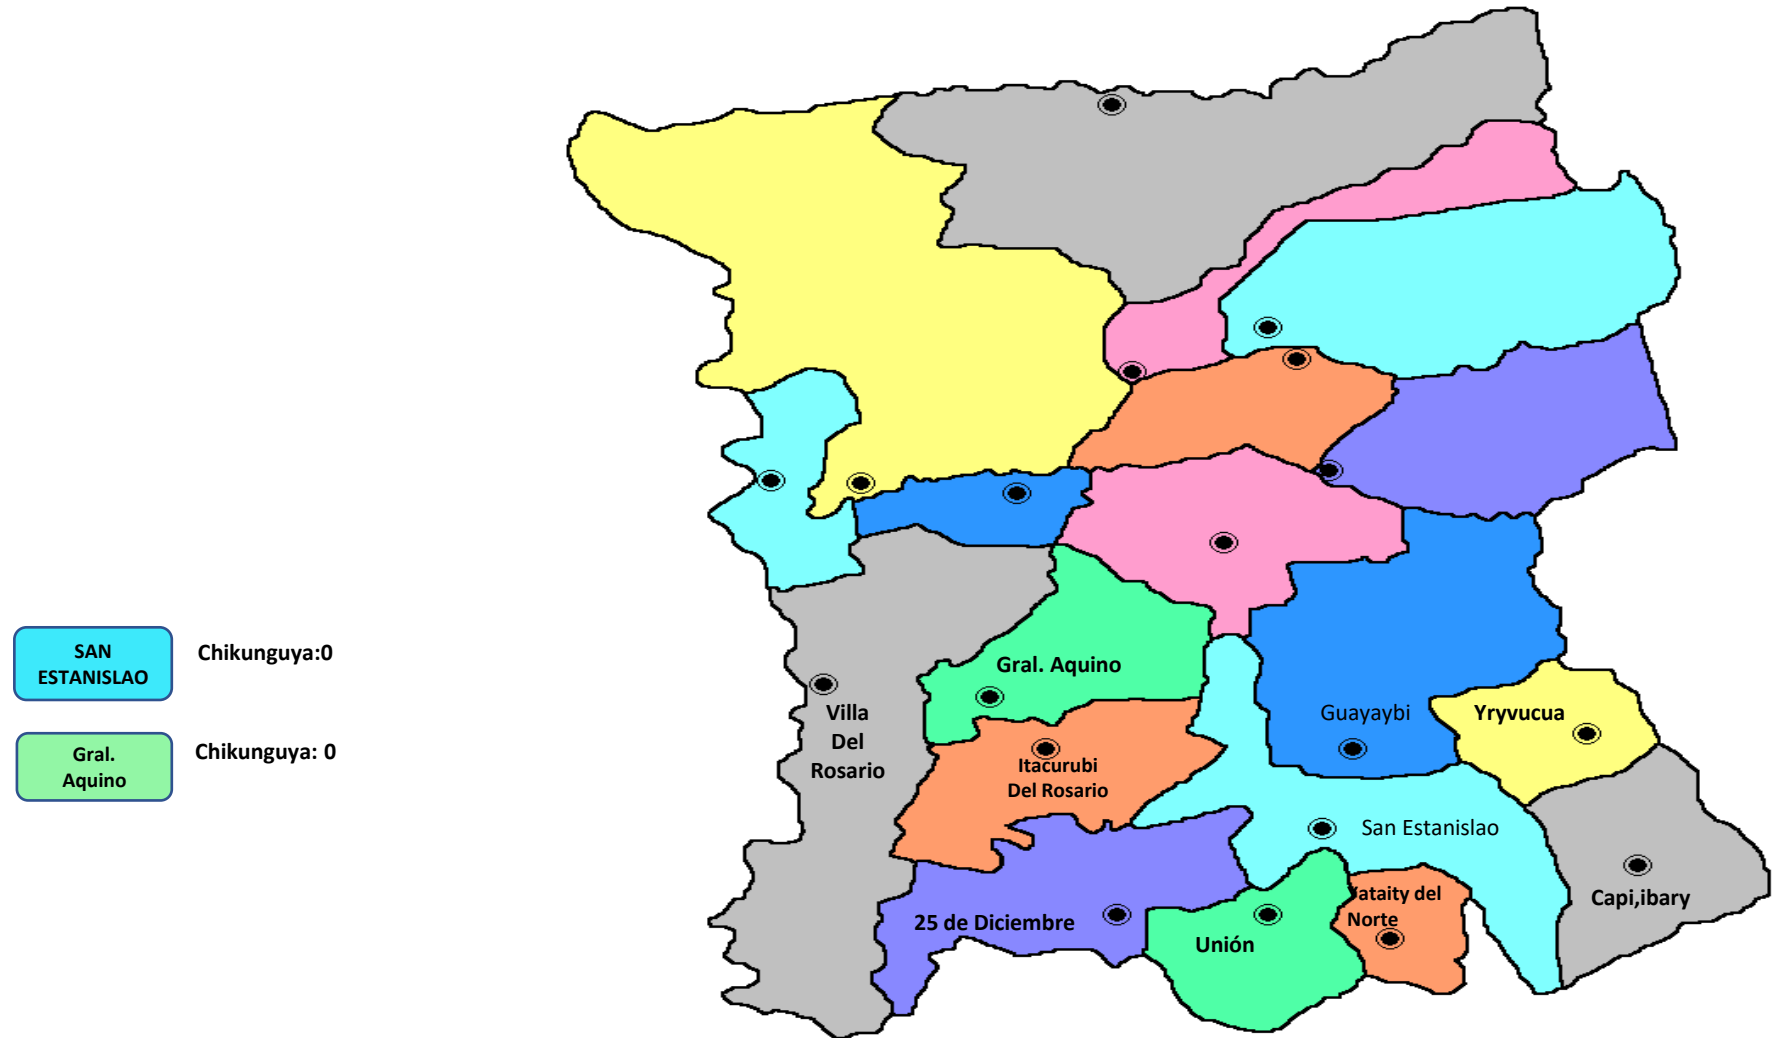 SAN
ESTANISLAO
Chikunguya:0
Gral.
Aquino
Chikunguya: 0
Gral. Aquino
Villa
Del
Rosario
Itacurubi
Del Rosario
Guayaybi
Yryvucua
San Estanislao
Capi,ibary
25 de Diciembre
Unión
del
Norte